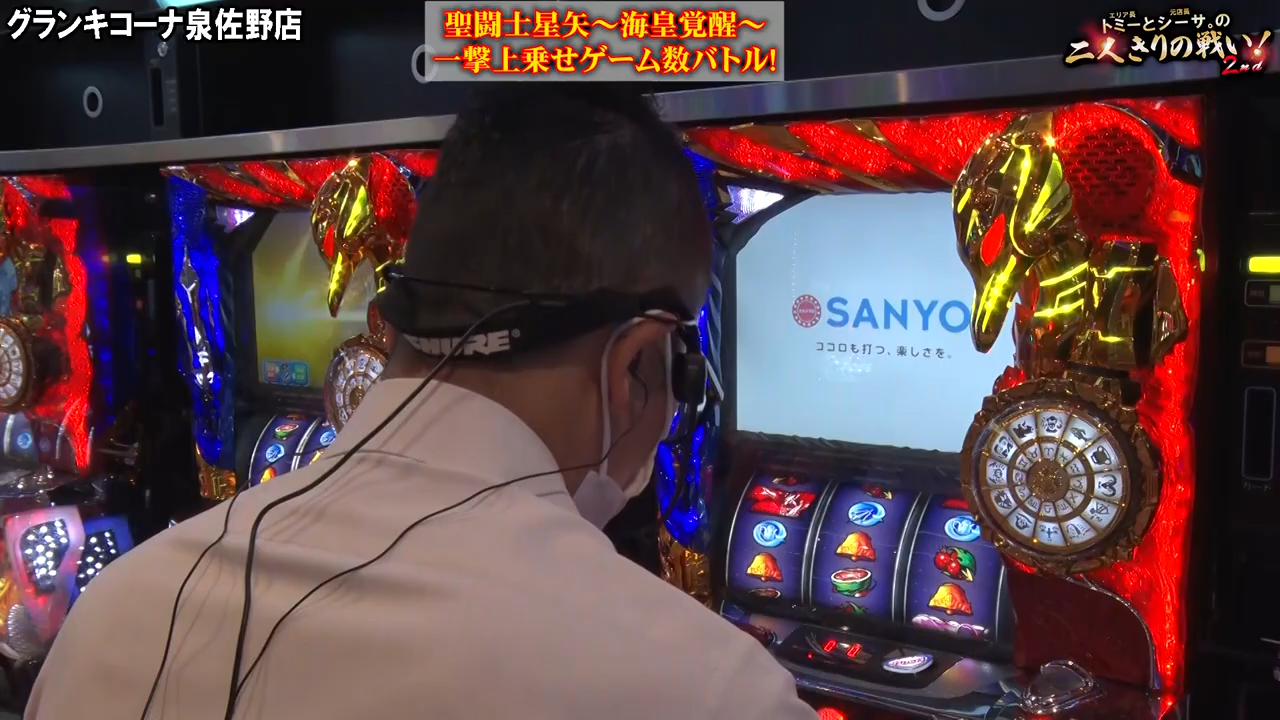 グランキコーナ泉佐野店
聖闘士星矢～海皇覚醒～
一撃上乗せゲーム数バトル!
エリア長 元店長
トミーとシーサ。の
二人きりの戦い!
2nd
SHURE®
SANYO
ココロも打つ、楽しさを。